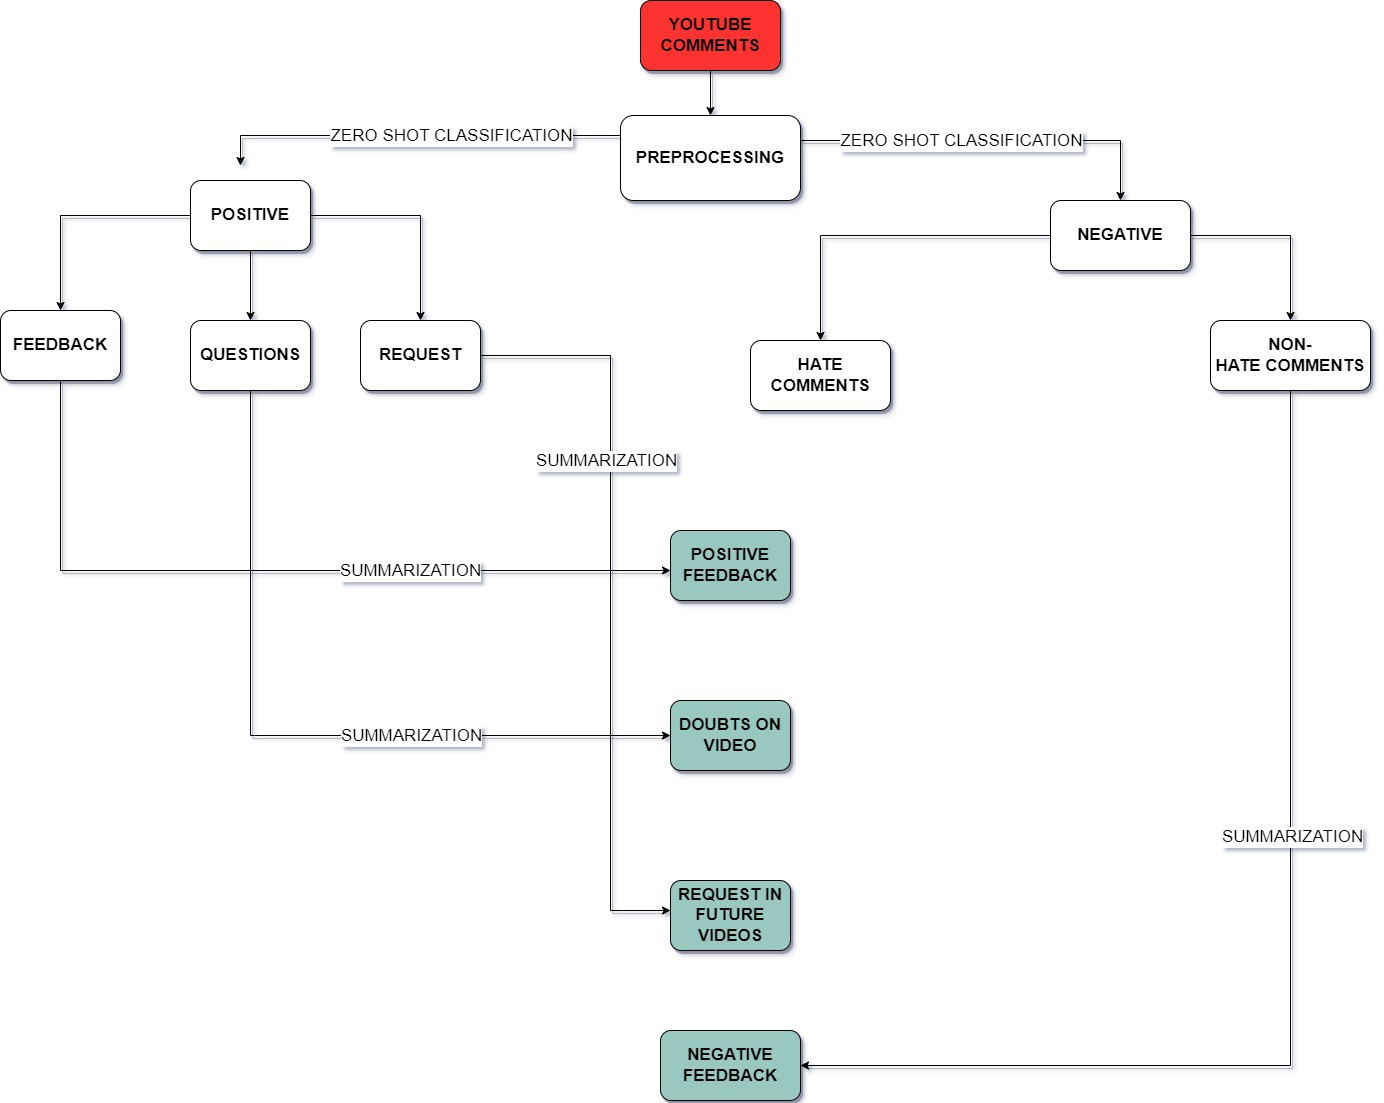 YOUTUBE
COMMENTS
ZERO SHOT CLASSIFICATION
PREPROCESSING
ZERO SHOT CLASSIFICATION
POSITIVE
NEGATIVE
FEEDBACK
QUESTIONS
REQUEST
HATE
COMMENTS
NON-
HATE COMMENTS
SUMMARIZATION
POSITIVE
FEEDBACK
SUMMARIZATION
DOUBTS ON
VIDEO
SUMMARIZATION
SUMMARIZATION
REQUEST IN
FUTURE
VIDEOS
NEGATIVE
FEEDBACK